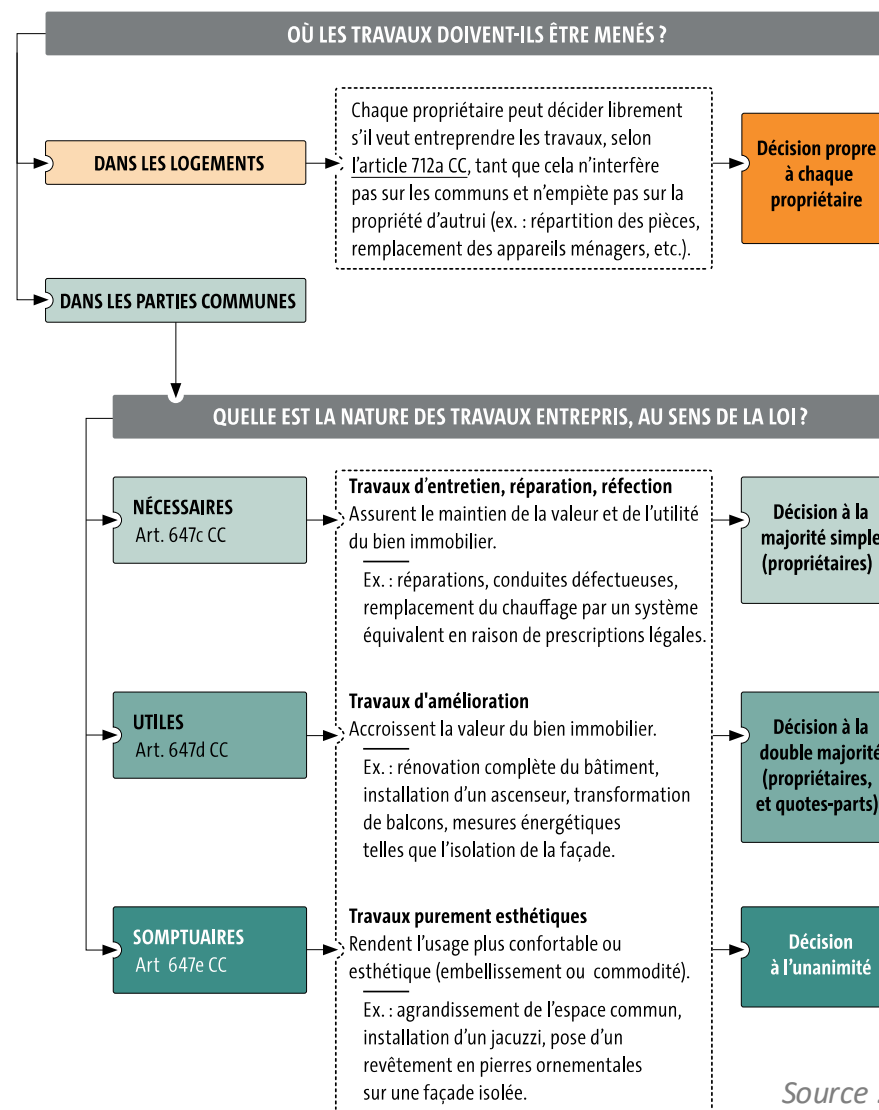 OÙ LES TRAVAUX DOIVENT-ILS ÊTRE MENÉS ?
DANS LES LOGEMENTS
Chaque propriétaire peut décider librement
s'il veut entreprendre les travaux, selon
l'article 712a CC, tant que cela n'interfère
pas sur les communs et n'empiète pas sur la
propriété d'autrui (ex. : répartition des pièces,
remplacement des appareils ménagers, etc.).
Décision propre
à chaque
propriétaire
DANS LES PARTIES COMMUNES
QUELLE EST LA NATURE DES TRAVAUX ENTREPRIS, AU SENS DE LA LOI ?
NÉCESSAIRES
Art. 647c CC
Travaux d'entretien, réparation, réfection
Assurent le maintien de la valeur et de l'utilité
du bien immobilier.
Ex. : réparations, conduites défectueuses,
remplacement du chauffage par un système
équivalent en raison de prescriptions légales.
Décision à la
majorité simple
(propriétaires)
UTILES
Art. 647d CC
Travaux d'amélioration
Accroissent la valeur du bien immobilier.
Ex. : rénovation complète du bâtiment,
installation d'un ascenseur, transformation
de balcons, mesures énergétiques
telles que l'isolation de la façade.
Décision à la
double majorité
(propriétaires,
et quotes-parts)
SOMPTUAIRES
Art 647e CC
Travaux purement esthétiques
Rendent l'usage plus confortable ou
esthétique (embellissement ou commodité).
Ex. : agrandissement de l'espace commun,
installation d'un jacuzzi, pose d'un
revêtement en pierres ornementales
sur une façade isolée.
Décision
à l'unanimité
Source :